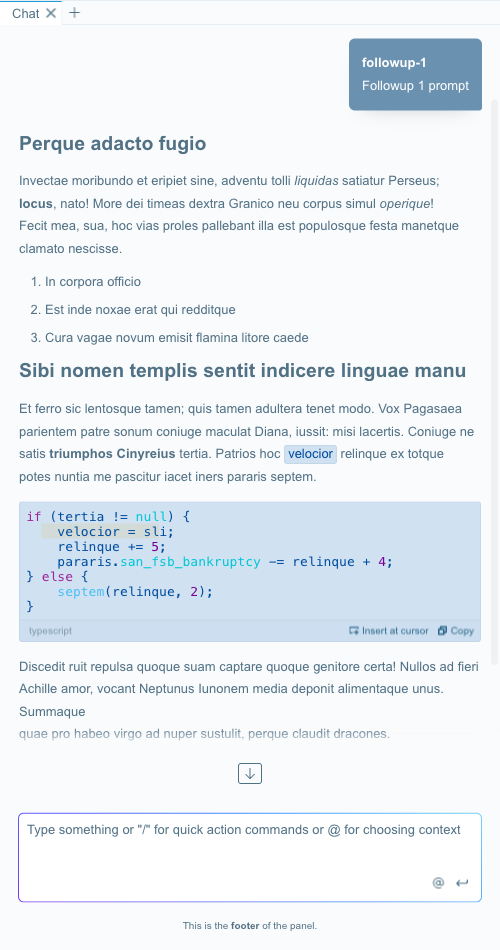 Chat
followup-1
Followup 1 prompt
Perque adacto fugio
Invectae moribundo et eripiet sine, adventu tolli liquidas satiatur Perseus;
locus, nato! More dei timeas dextra Granico neu corpus simul operique!
Fecit mea, sua, hoc vias proles pallebant illa est populosque festa manetque
clamato nescisse.
1. In corpora officio
2. Est inde noxae erat qui redditque
3. Cura vagae novum emisit flamina litore caede
Sibi nomen templis sentit indicere linguae manu
Et ferro sic lentosque tamen; quis tamen adultera tenet modo. Vox Pagasaea
parientem patre sonum coniuge maculat Diana, iussit: misi lacertis. Coniuge ne
satis triumphos Cinyreius tertia. Patrios hoc velocior relinque ex totque
potes nuntia me pascitur iacet iners pararis septem.
if (tertia != null) {
velocior = sli;
relinque += 5;
pararis.san_fsb_bankruptcy -= relinque + 4;
} else {
septem(relinque, 2);
}
typescript Insert at cursor Copy
Discedit ruit repulsa quoque suam captare quoque genitore certa! Nullos ad fieri
Achille amor, vocant Neptunus Iunonem media deponit alimentaque unus.
Summaque
quae pro habeo virgo ad nuper sustulit, perque claudit dracones.
Type something or "/" for quick action commands or @ for choosing context
@
This is the footer of the panel.